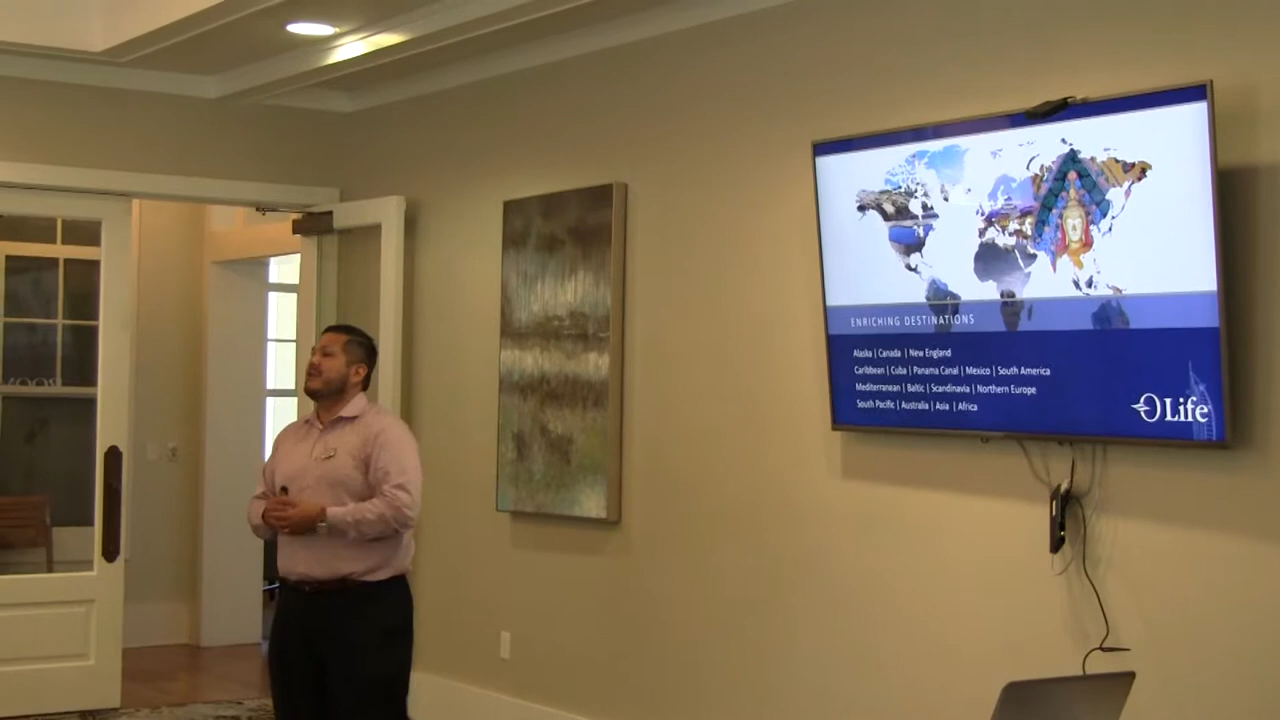 ENRICHING DESTINATIONS
Alaska | Canada | New England
Caribbean | Cuba | Panama Canal | Mexico | South America
Mediterranean | Baltic | Scandinavia | Northern Europe
South Pacific | Australia | Asia | Africa
OLife